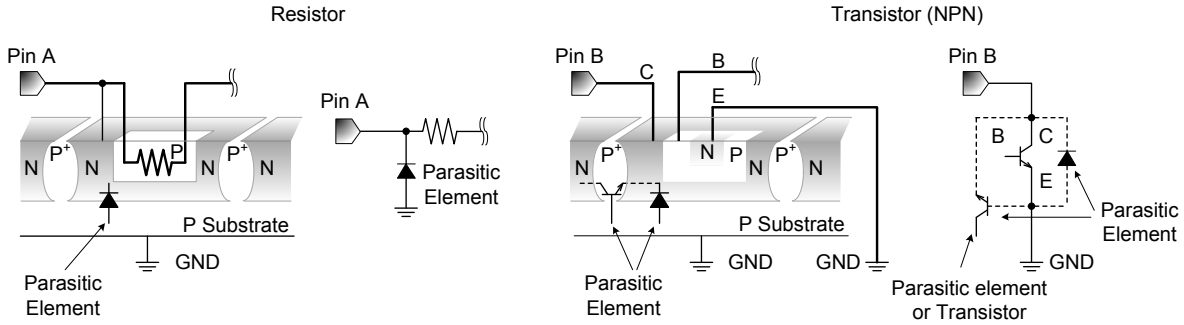 Resistor
Transistor (NPN)
Pin A
Pin A
N
P+
N
P
N
P+
N
Parasitic
Element
P Substrate
GND
Parasitic
Element
Pin B
C
B
E
N
P+
N
N
P
N
P+
N
P Substrate
GND
GND
Parasitic
Element
Pin B
B
C
E
Parasitic
Element
GND
Parasitic element
or Transistor